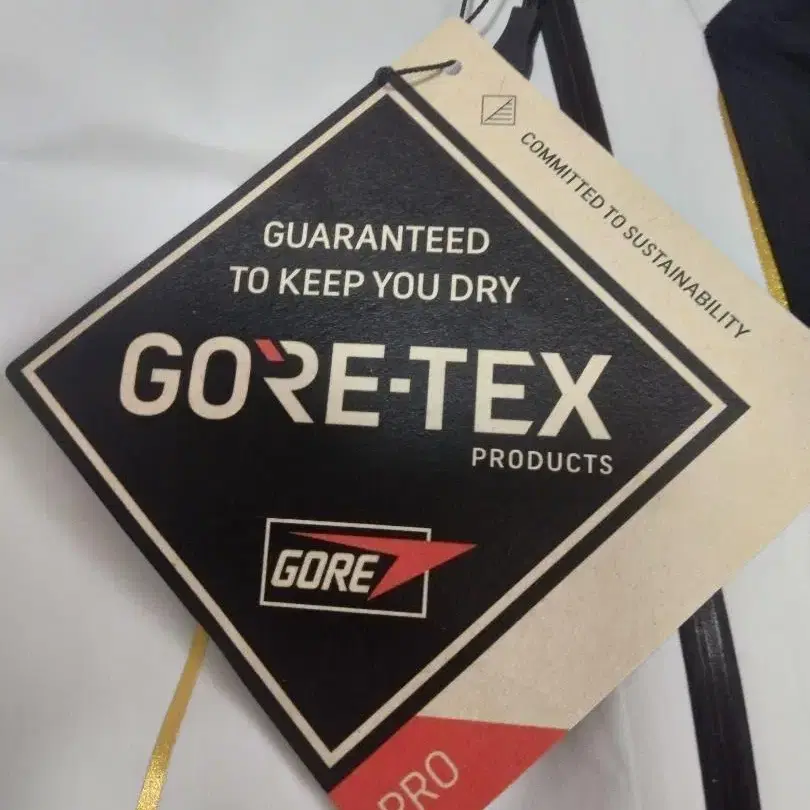 COMMITTED TO SUSTAINABILITY
GUARANTEED
TO KEEP YOU DRY
GORE-TEX
PRODUCTS
GORE
PRO